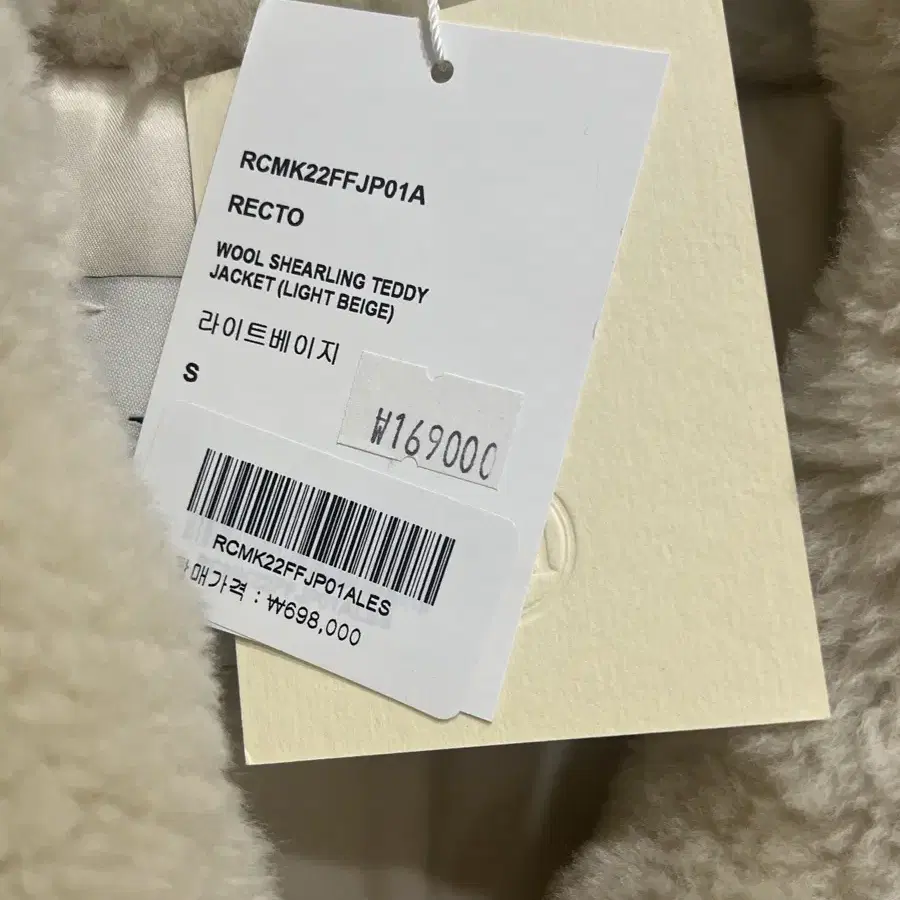 RCMK22FFJP01A
RECTO
WOOL SHEARLING TEDDY
JACKET (LIGHT BEIGE)
라이트베이지
S
₩169000
RCMK22FFJP01ALES
판매가격 : ₩698,000